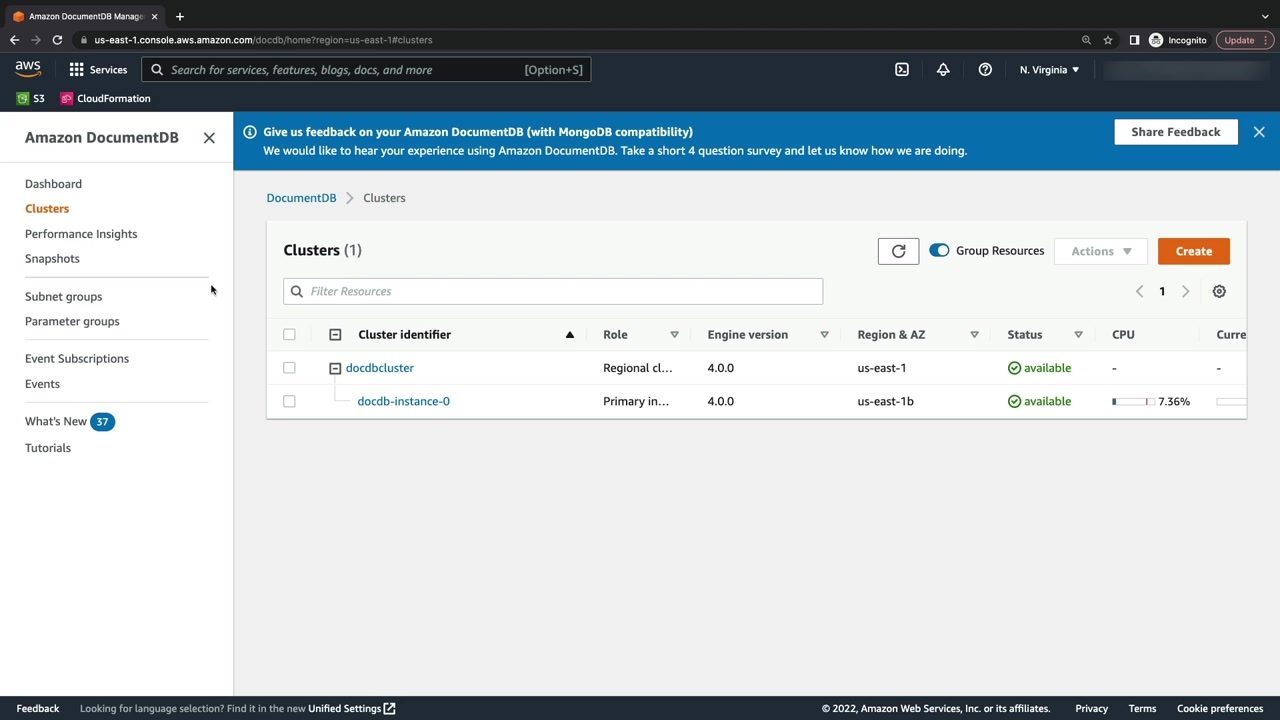 Amazon DocumentDB Manage
us-east-1.console.aws.amazon.com/docdb/home?region=us-east-1#clusters
Incognito
Update
aws
Services
Search for services, features, blogs, docs, and more
[Option+S]
N. Virginia
S3
CloudFormation
Amazon DocumentDB
Dashboard
Clusters
Performance Insights
Snapshots
Subnet groups
Parameter groups
Event Subscriptions
Events
What's New 37
Tutorials
Give us feedback on your Amazon DocumentDB (with MongoDB compatibility)
We would like to hear your experience using Amazon DocumentDB. Take a short 4 question survey and let us know how we are doing.
Share Feedback
DocumentDB
Clusters
Clusters (1)
Group Resources
Actions
Create
Filter Resources
1
Cluster identifier Role Engine version Region & AZ Status CPU Curre
docdbcluster Regional cl... 4.0.0 us-east-1 available - -
docdb-instance-0 Primary in... 4.0.0 us-east-1b available 7.36%
Feedback
Looking for language selection? Find it in the new Unified Settings
© 2022, Amazon Web Services, Inc. or its affiliates.
Privacy
Terms
Cookie preferences